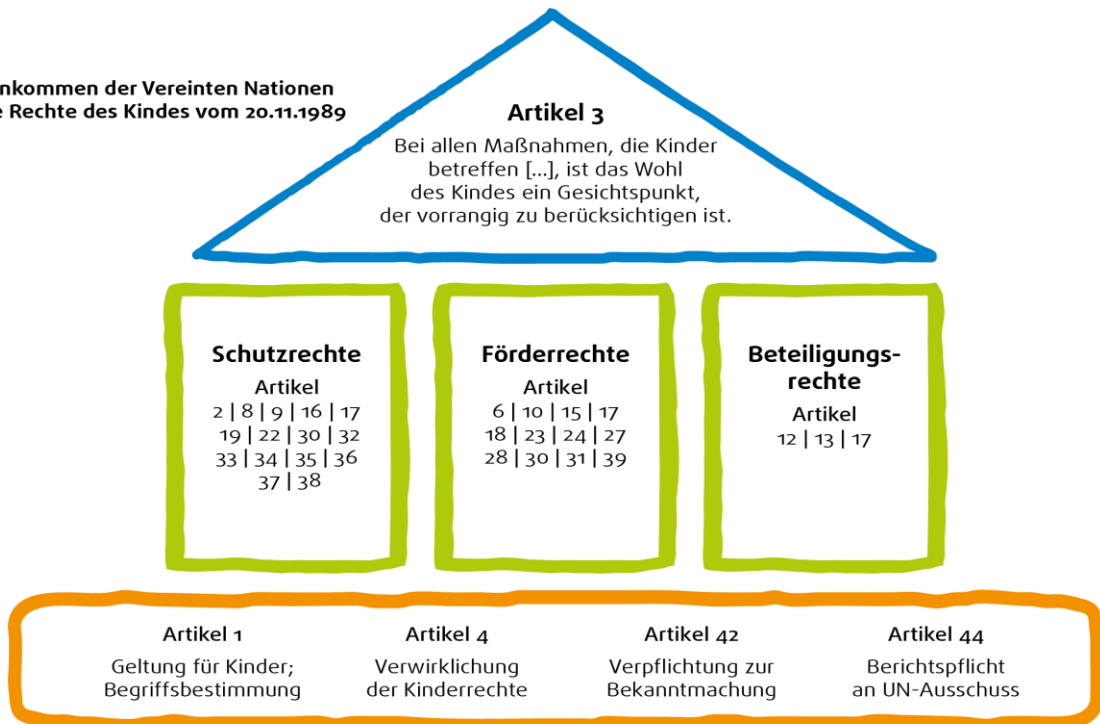 nkommen der Vereinten Nationen
e Rechte des Kindes vom 20.11.1989
Artikel 3
Bei allen Maßnahmen, die Kinder
betreffen [...], ist das Wohl
des Kindes ein Gesichtspunkt,
der vorrangig zu berücksichtigen ist.
Schutzrechte
Artikel
2 | 8 | 9 | 16 | 17
19 | 22 | 30 | 32
33 | 34 | 35 | 36
37 | 38
Förderrechte
Artikel
6 | 10 | 15 | 17
18 | 23 | 24 | 27
28 | 30 | 31 | 39
Beteiligungs-
rechte
Artikel
12 | 13 | 17
Artikel 1
Geltung für Kinder;
Begriffsbestimmung
Artikel 4
Verwirklichung
der Kinderrechte
Artikel 42
Verpflichtung zur
Bekanntmachung
Artikel 44
Berichtspflicht
an UN-Ausschuss